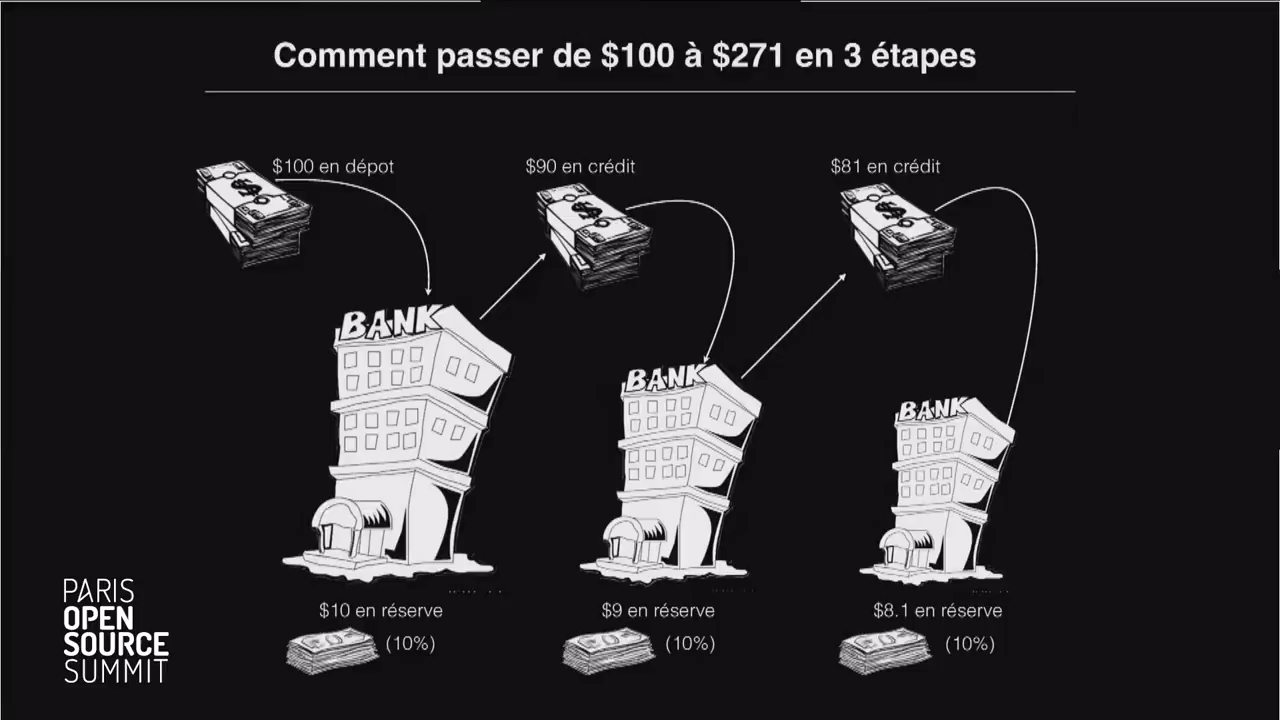 Comment passer de $100 à $271 en 3 étapes
$100 en dépot
$90 en crédit
$81 en crédit
BANK
BANK
BANK
$10 en réserve
(10%)
$9 en réserve
(10%)
$8.1 en réserve
(10%)
PARIS
OPEN
SOURCE
SUMMIT